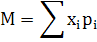 M = ∑xᵢpᵢ